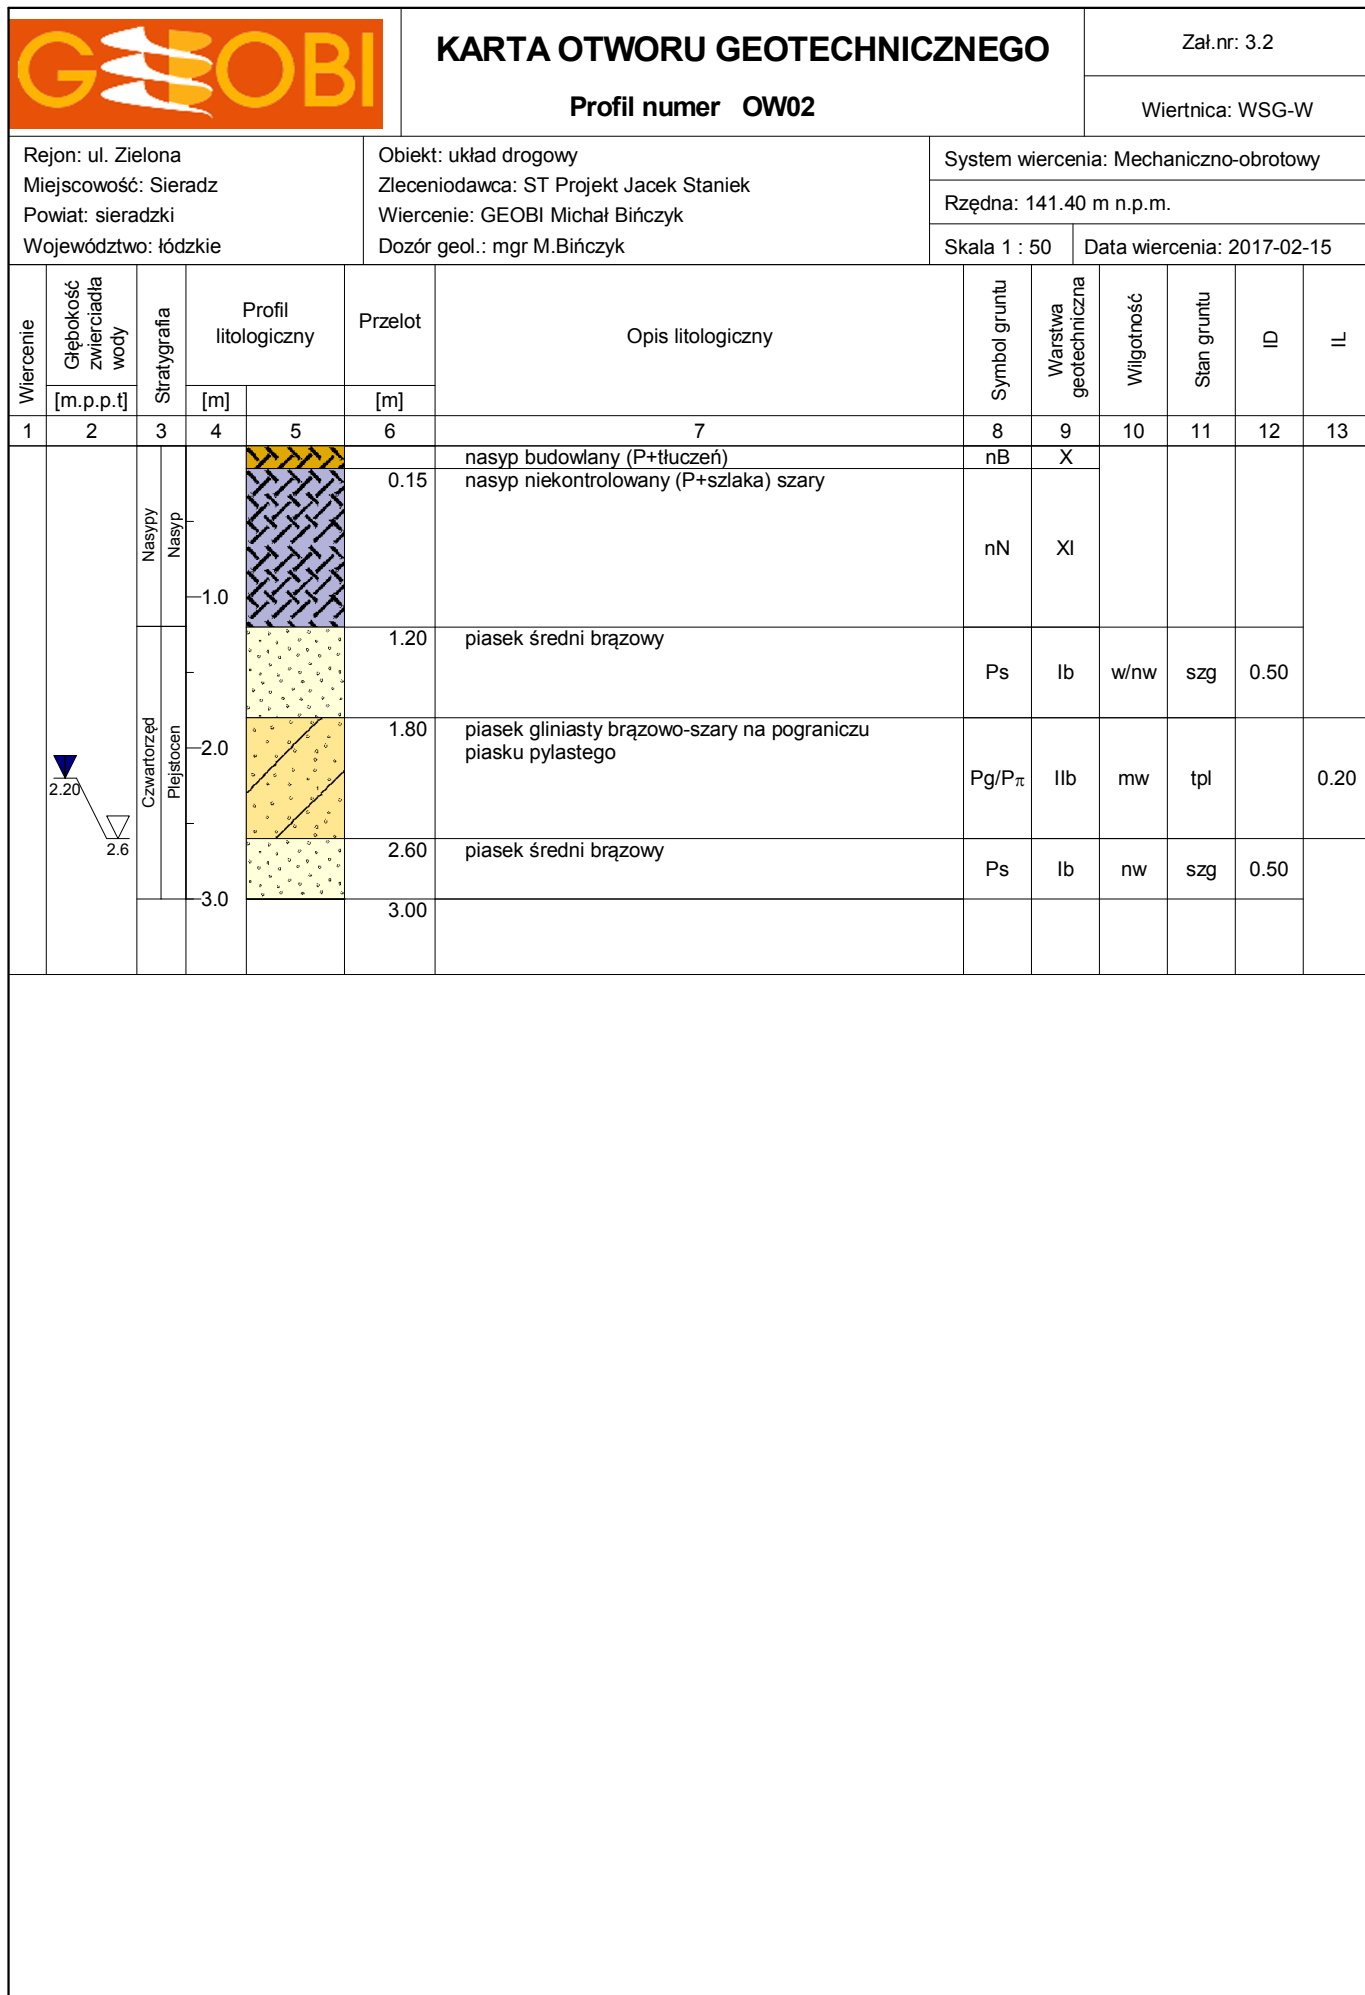 GEOBI
KARTA OTWORU GEOTECHNICZNEGO
Profil numer OW02
Zał.nr: 3.2
Wiertnica: WSG-W
Rejon: ul. Zielona
Miejscowość: Sieradz
Powiat: sieradzki
Województwo: łódzkie
Obiekt: układ drogowy
Zleceniodawca: ST Projekt Jacek Staniek
Wiercenie: GEOBI Michał Bińczyk
Dozór geol.: mgr M.Bińczyk
System wiercenia: Mechaniczno-obrotowy
Rzędna: 141.40 m n.p.m.
Skala 1 : 50
Data wiercenia: 2017-02-15
Wiercenie
Głębokość
zwierciadła
wody
[m.p.p.t]
Stratygrafia
Profil
litologiczny
[m]
Przelot
[m]
Opis litologiczny
Symbol gruntu
Warstwa
geotechniczna
Wilgotność
Stan gruntu
ID
IL
1 2 3 4 5 6 7 8 9 10 11 12 13
nasyp budowlany (P+tłuczeń) nB X
0.15 nasyp niekontrolowany (P+szlaka) szary
nN XI
Nasypy
Nasyp
1.0
1.20 piasek średni brązowy
Ps Ib w/nw szg 0.50
Czwartorzęd
Plejstocen
1.80 piasek gliniasty brązowo-szary na pograniczu
piasku pylastego
2.0
Pg/Pπ IIb mw tpl 0.20
2.20
2.6
2.60 piasek średni brązowy
Ps Ib nw szg 0.50
3.0
3.00